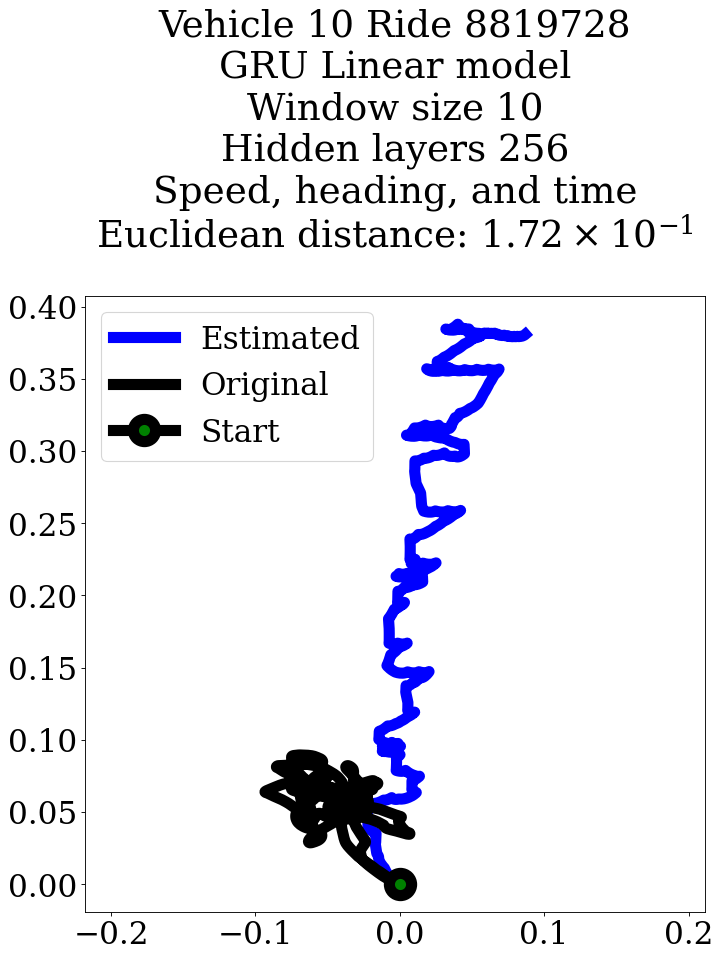 Vehicle 10 Ride 8819728
GRU Linear model
Window size 10
Hidden layers 256
Speed, heading, and time
Euclidean distance: 1.72 × 10⁻¹
Estimated
Original
Start
0.40
0.35
0.30
0.25
0.20
0.15
0.10
0.05
0.00
−0.2 −0.1 0.0 0.1 0.2